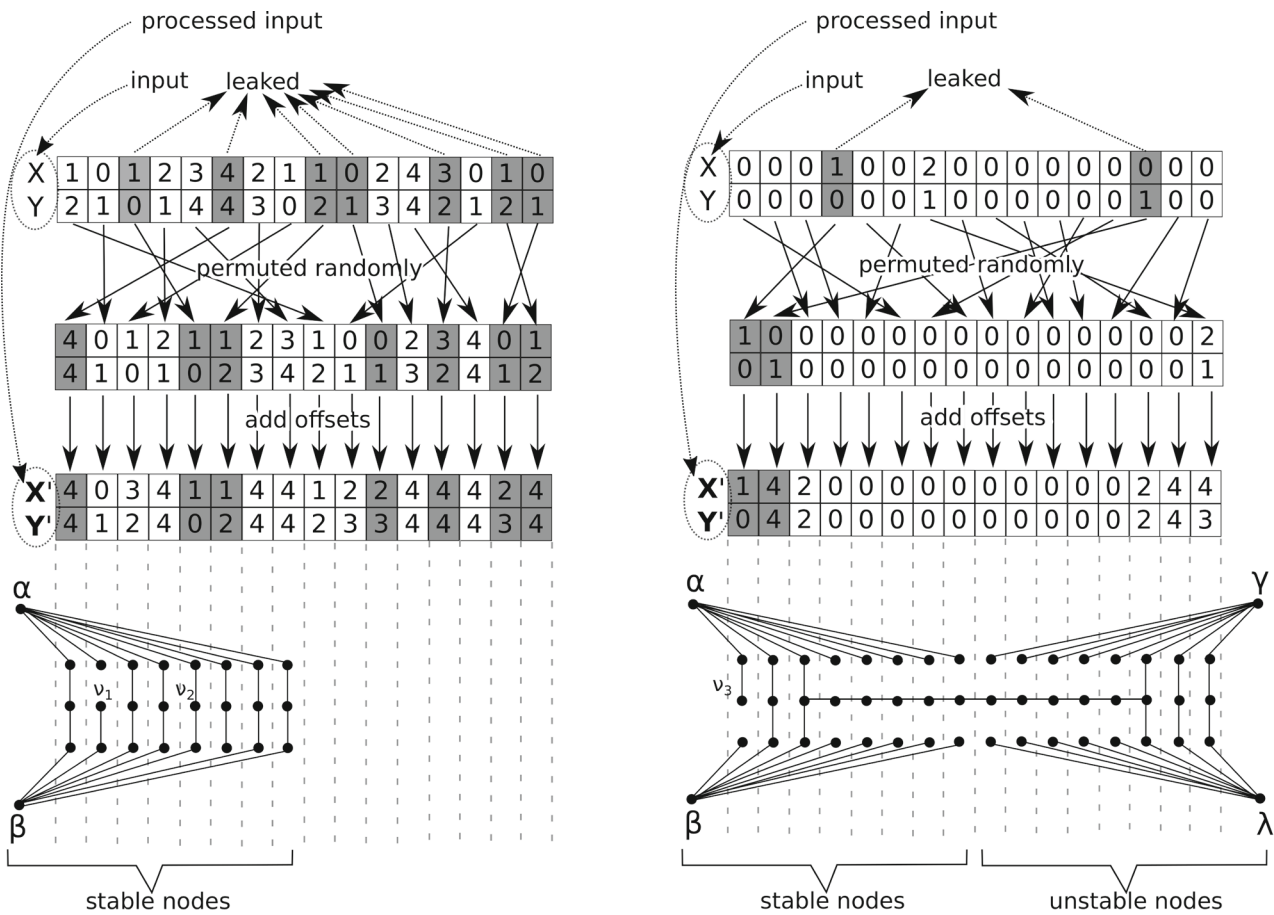 processed input
input
leaked
X 1 0 1 2 3 4 2 1 1 0 2 4 3 0 1 0
Y 2 1 0 1 4 4 3 0 2 1 3 4 2 1 2 1
permuted randomly
4 0 1 2 1 1 2 3 1 0 0 2 3 4 0 1
4 1 0 1 0 2 3 4 2 1 1 3 2 4 1 2
add offsets
X' 4 0 3 4 1 1 4 4 1 2 2 4 4 4 2 4
Y' 4 1 2 4 0 2 4 4 2 3 3 4 4 4 3 4
α
ν1 ν2
β
stable nodes
processed input
input
leaked
X 0 0 0 1 0 0 2 0 0 0 0 0 0 0 0 0
Y 0 0 0 0 0 0 1 0 0 0 0 0 0 1 0 0
permuted randomly
1 0 0 0 0 0 0 0 0 0 0 0 0 0 0 2
0 1 0 0 0 0 0 0 0 0 0 0 0 0 0 1
add offsets
X' 1 4 2 0 0 0 0 0 0 0 0 0 0 2 4 4
Y' 0 4 2 0 0 0 0 0 0 0 0 0 0 2 4 3
α γ
ν3
β λ
stable nodes unstable nodes